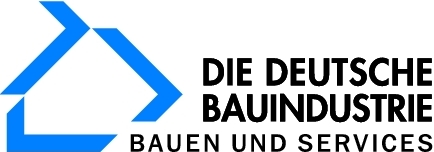 DIE DEUTSCHE
BAUINDUSTRIE
BAUEN UND SERVICES